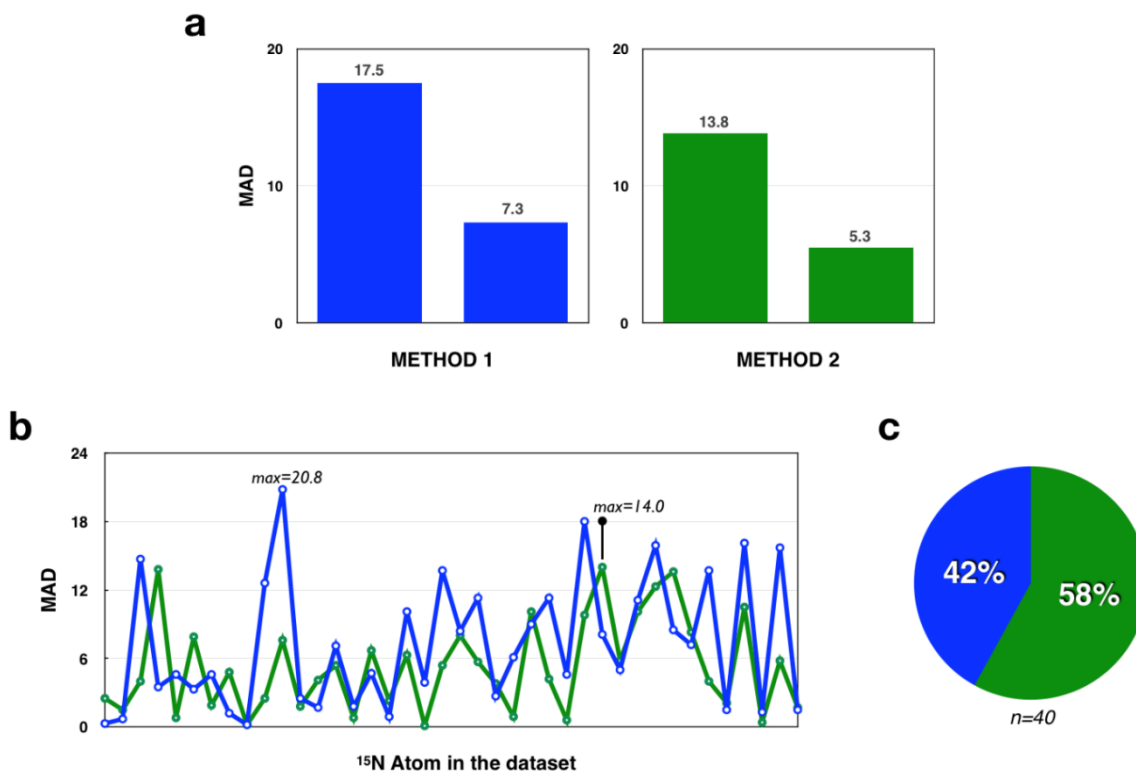 a
20
10
0
MAD
17.5
7.3
METHOD 1
20
10
0
13.8
5.3
METHOD 2
b
24
18
12
6
0
MAD
max=20.8
max=14.0
¹⁵N Atom in the dataset
c
42%
58%
n=40